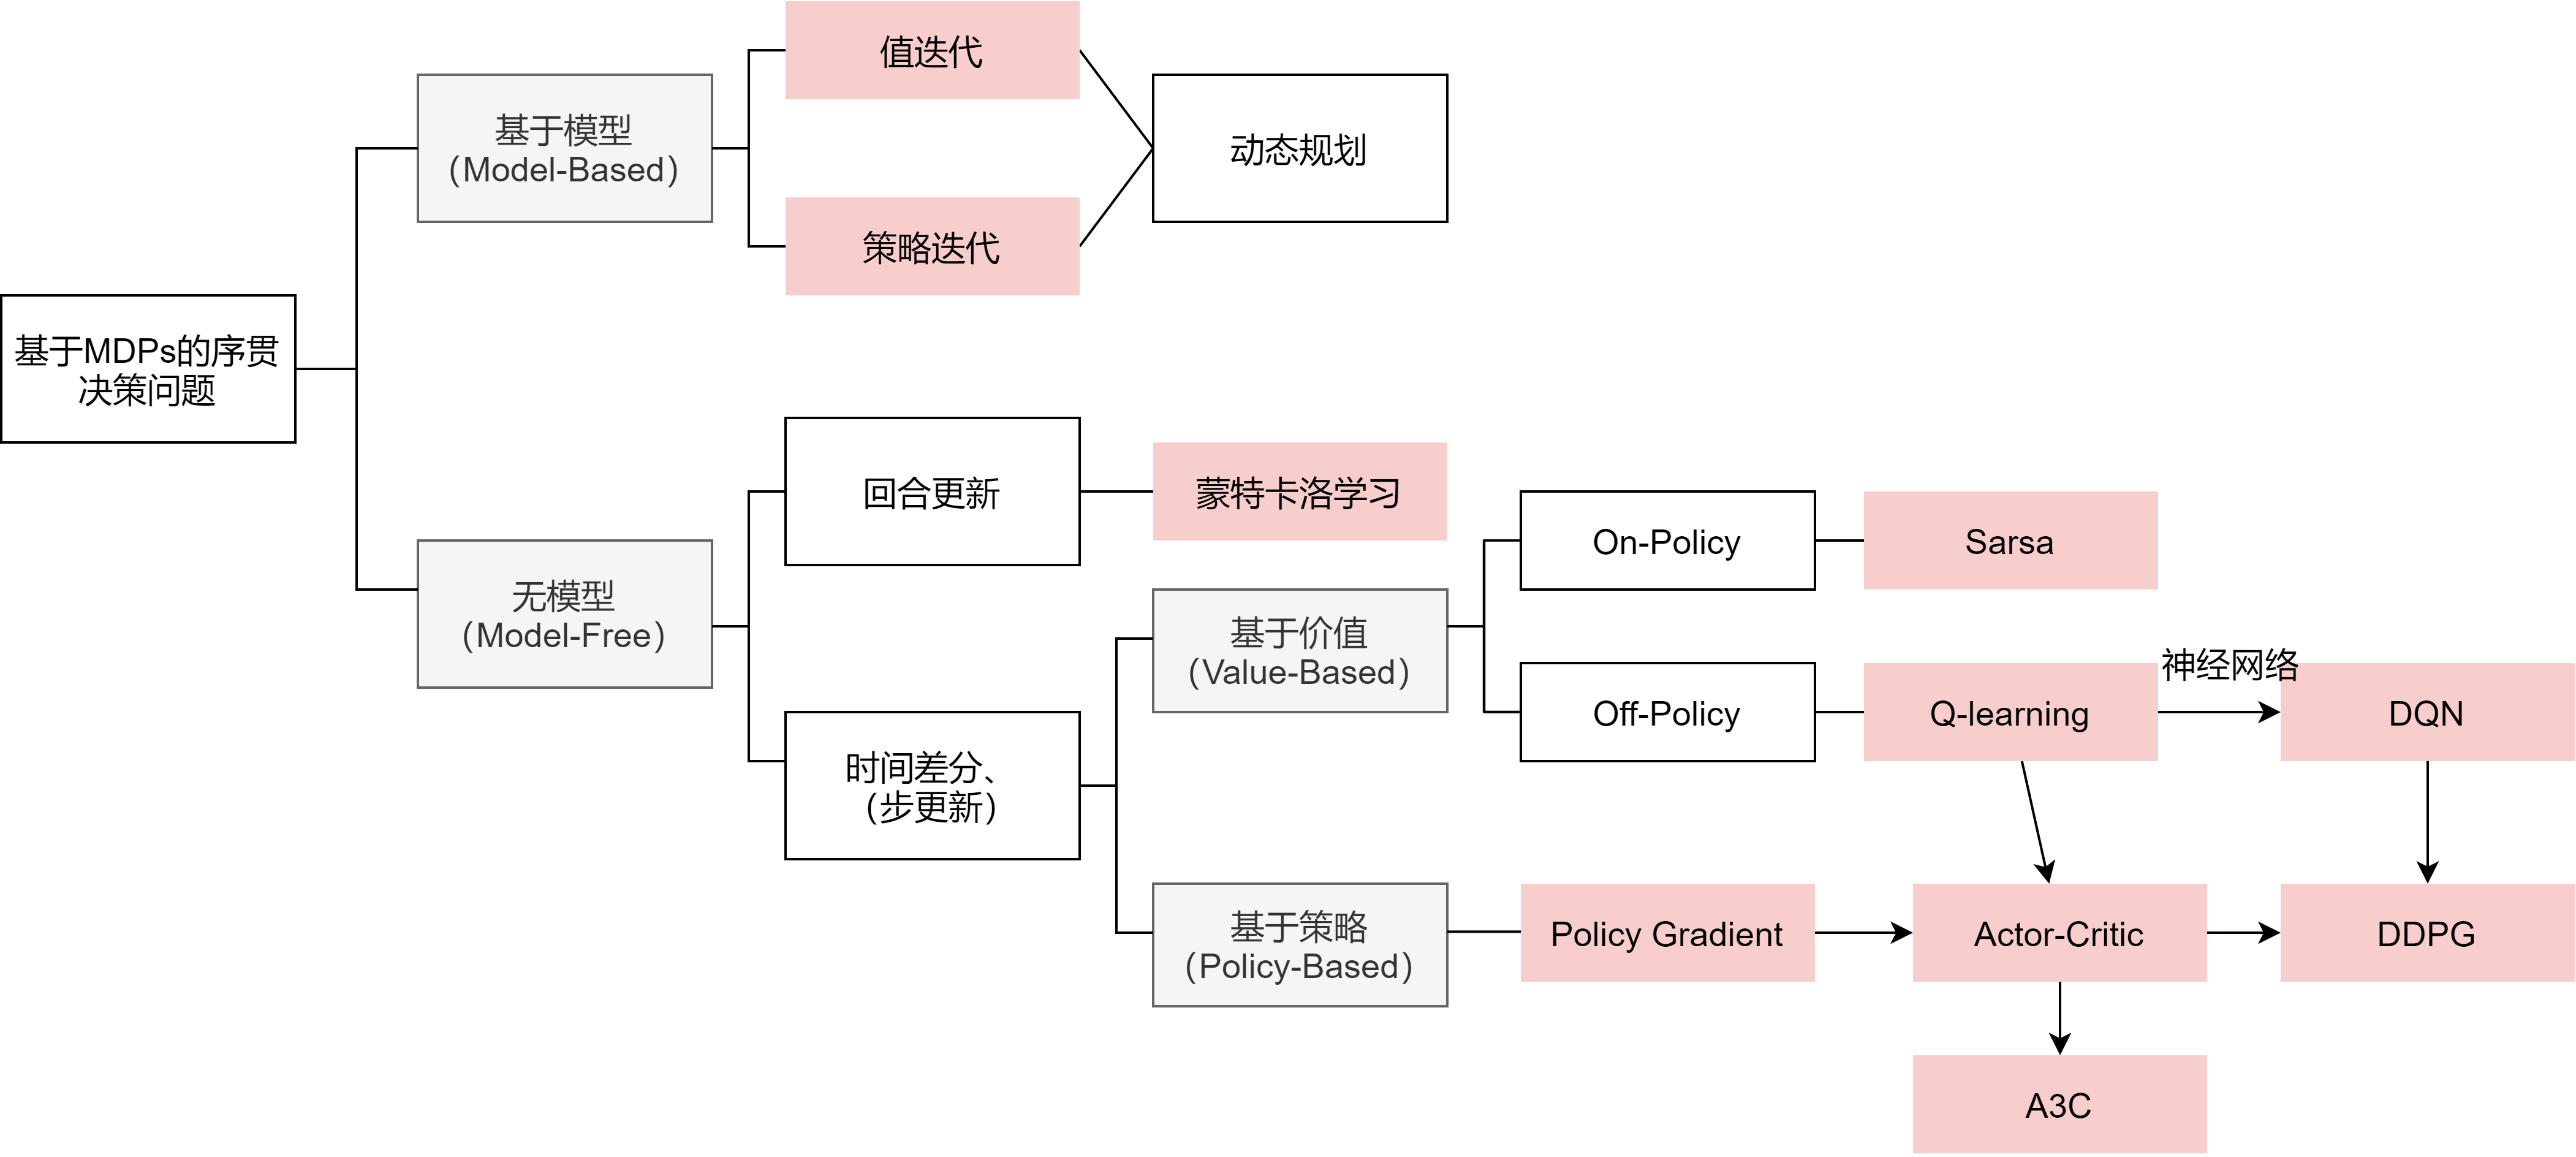 值迭代
基于模型
（Model-Based）
动态规划
策略迭代
基于MDPs的序贯
决策问题
回合更新
蒙特卡洛学习
On-Policy
Sarsa
无模型
（Model-Free）
基于价值
（Value-Based）
神经网络
Off-Policy
Q-learning
DQN
时间差分、
（步更新）
基于策略
（Policy-Based）
Policy Gradient
Actor-Critic
DDPG
A3C